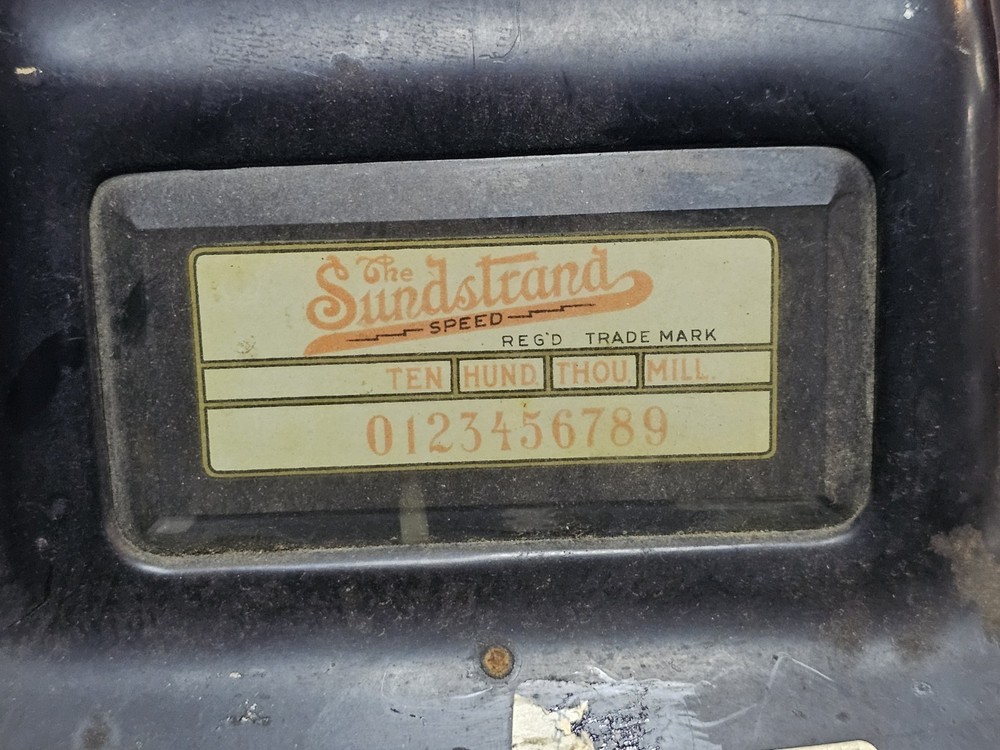 The
Sundstrand
SPEED
REG'D TRADE MARK
TEN HUND. THOU. MILL.
0123456789